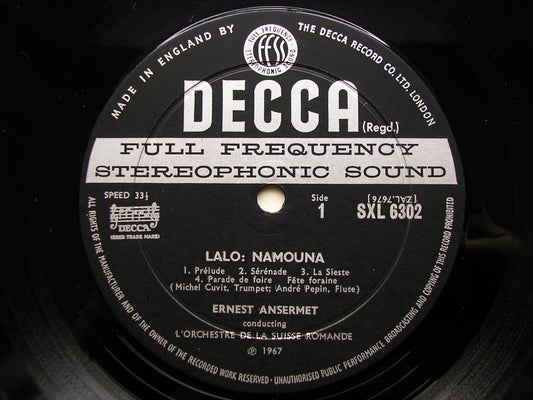 MADE IN ENGLAND BY THE DECCA RECORD CO. LTD. LONDON
FULL FREQUENCY
ffss
STEREOPHONIC SOUND
DECCA (Regd.)
FULL FREQUENCY
STEREOPHONIC SOUND
SPEED 33⅓
DECCA
(REGD. TRADE MARK)
Side
1
[ZAL.7676]
SXL 6302
LALO: NAMOUNA
1. Prélude 2. Sérénade 3. La Sieste
4. Parade de foire Fête foraine
(Michel Cuvit, Trumpet; André Pepin, Flute)
ERNEST ANSERMET
conducting
L'ORCHESTRE DE LA SUISSE ROMANDE
℗ 1967
ALL RIGHTS OF THE MANUFACTURER AND OF THE OWNER OF THE RECORDED WORK RESERVED · UNAUTHORISED PUBLIC PERFORMANCE, BROADCASTING AND COPYING OF THIS RECORD PROHIBITED